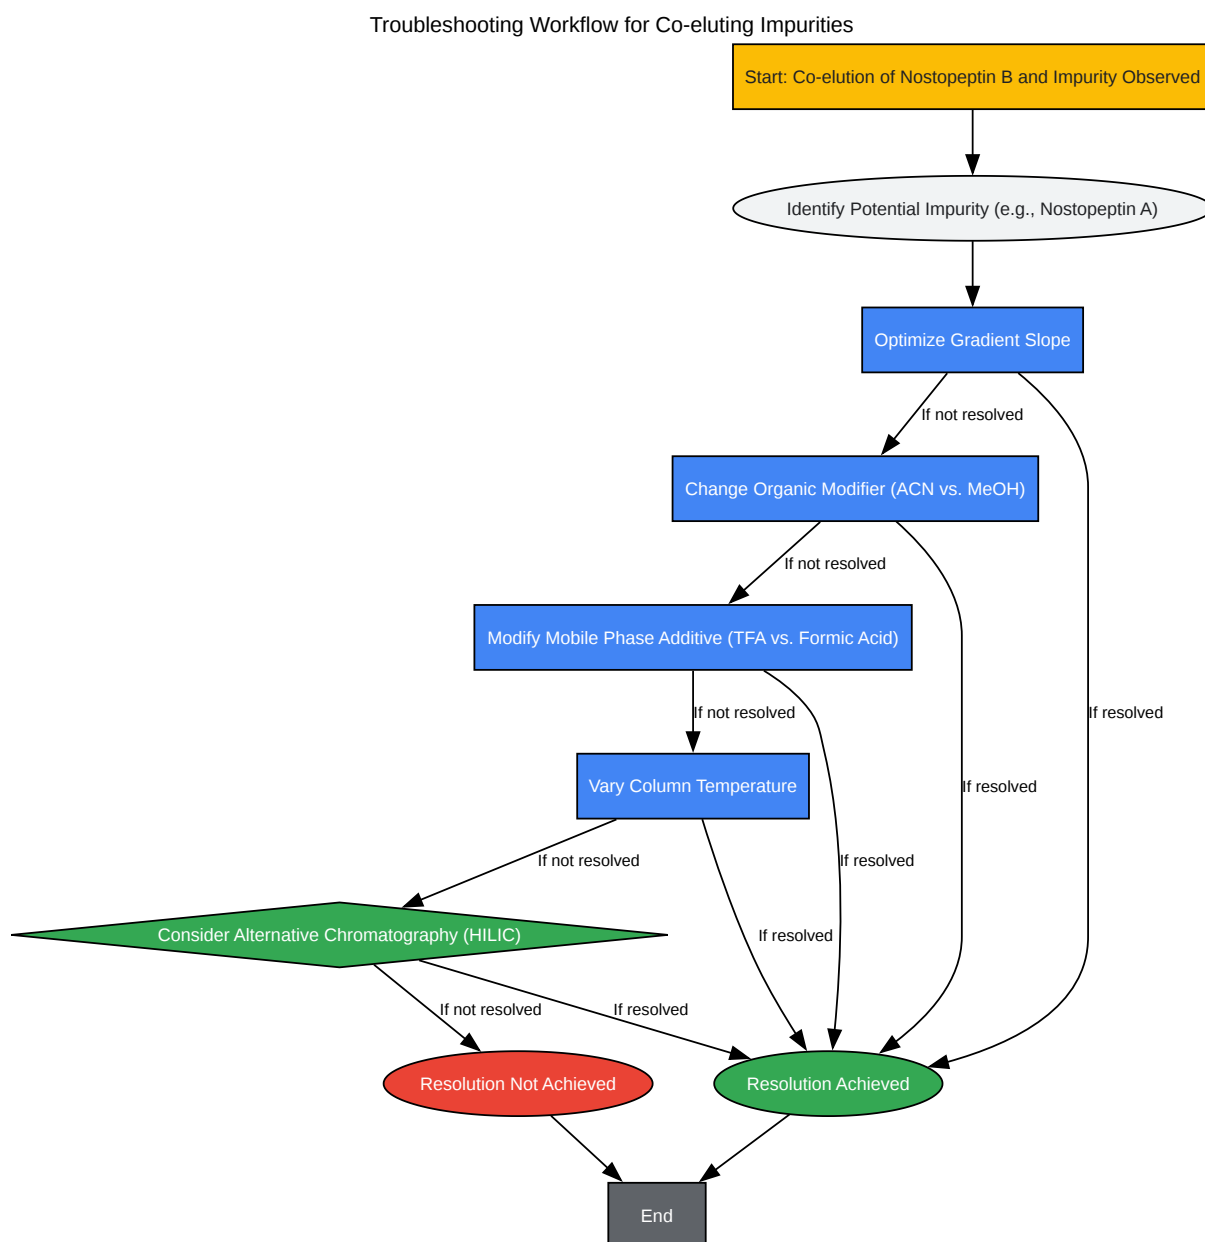 Troubleshooting Workflow for Co-eluting Impurities
Start: Co-elution of Nostopeptin B and Impurity Observed
Identify Potential Impurity (e.g., Nostopeptin A)
Optimize Gradient Slope
If not resolved
Change Organic Modifier (ACN vs. MeOH)
If not resolved
Modify Mobile Phase Additive (TFA vs. Formic Acid)
If not resolved
If resolved
Vary Column Temperature
If resolved
If not resolved
If resolved
Consider Alternative Chromatography (HILIC)
If resolved
If not resolved
If resolved
Resolution Not Achieved
Resolution Achieved
End